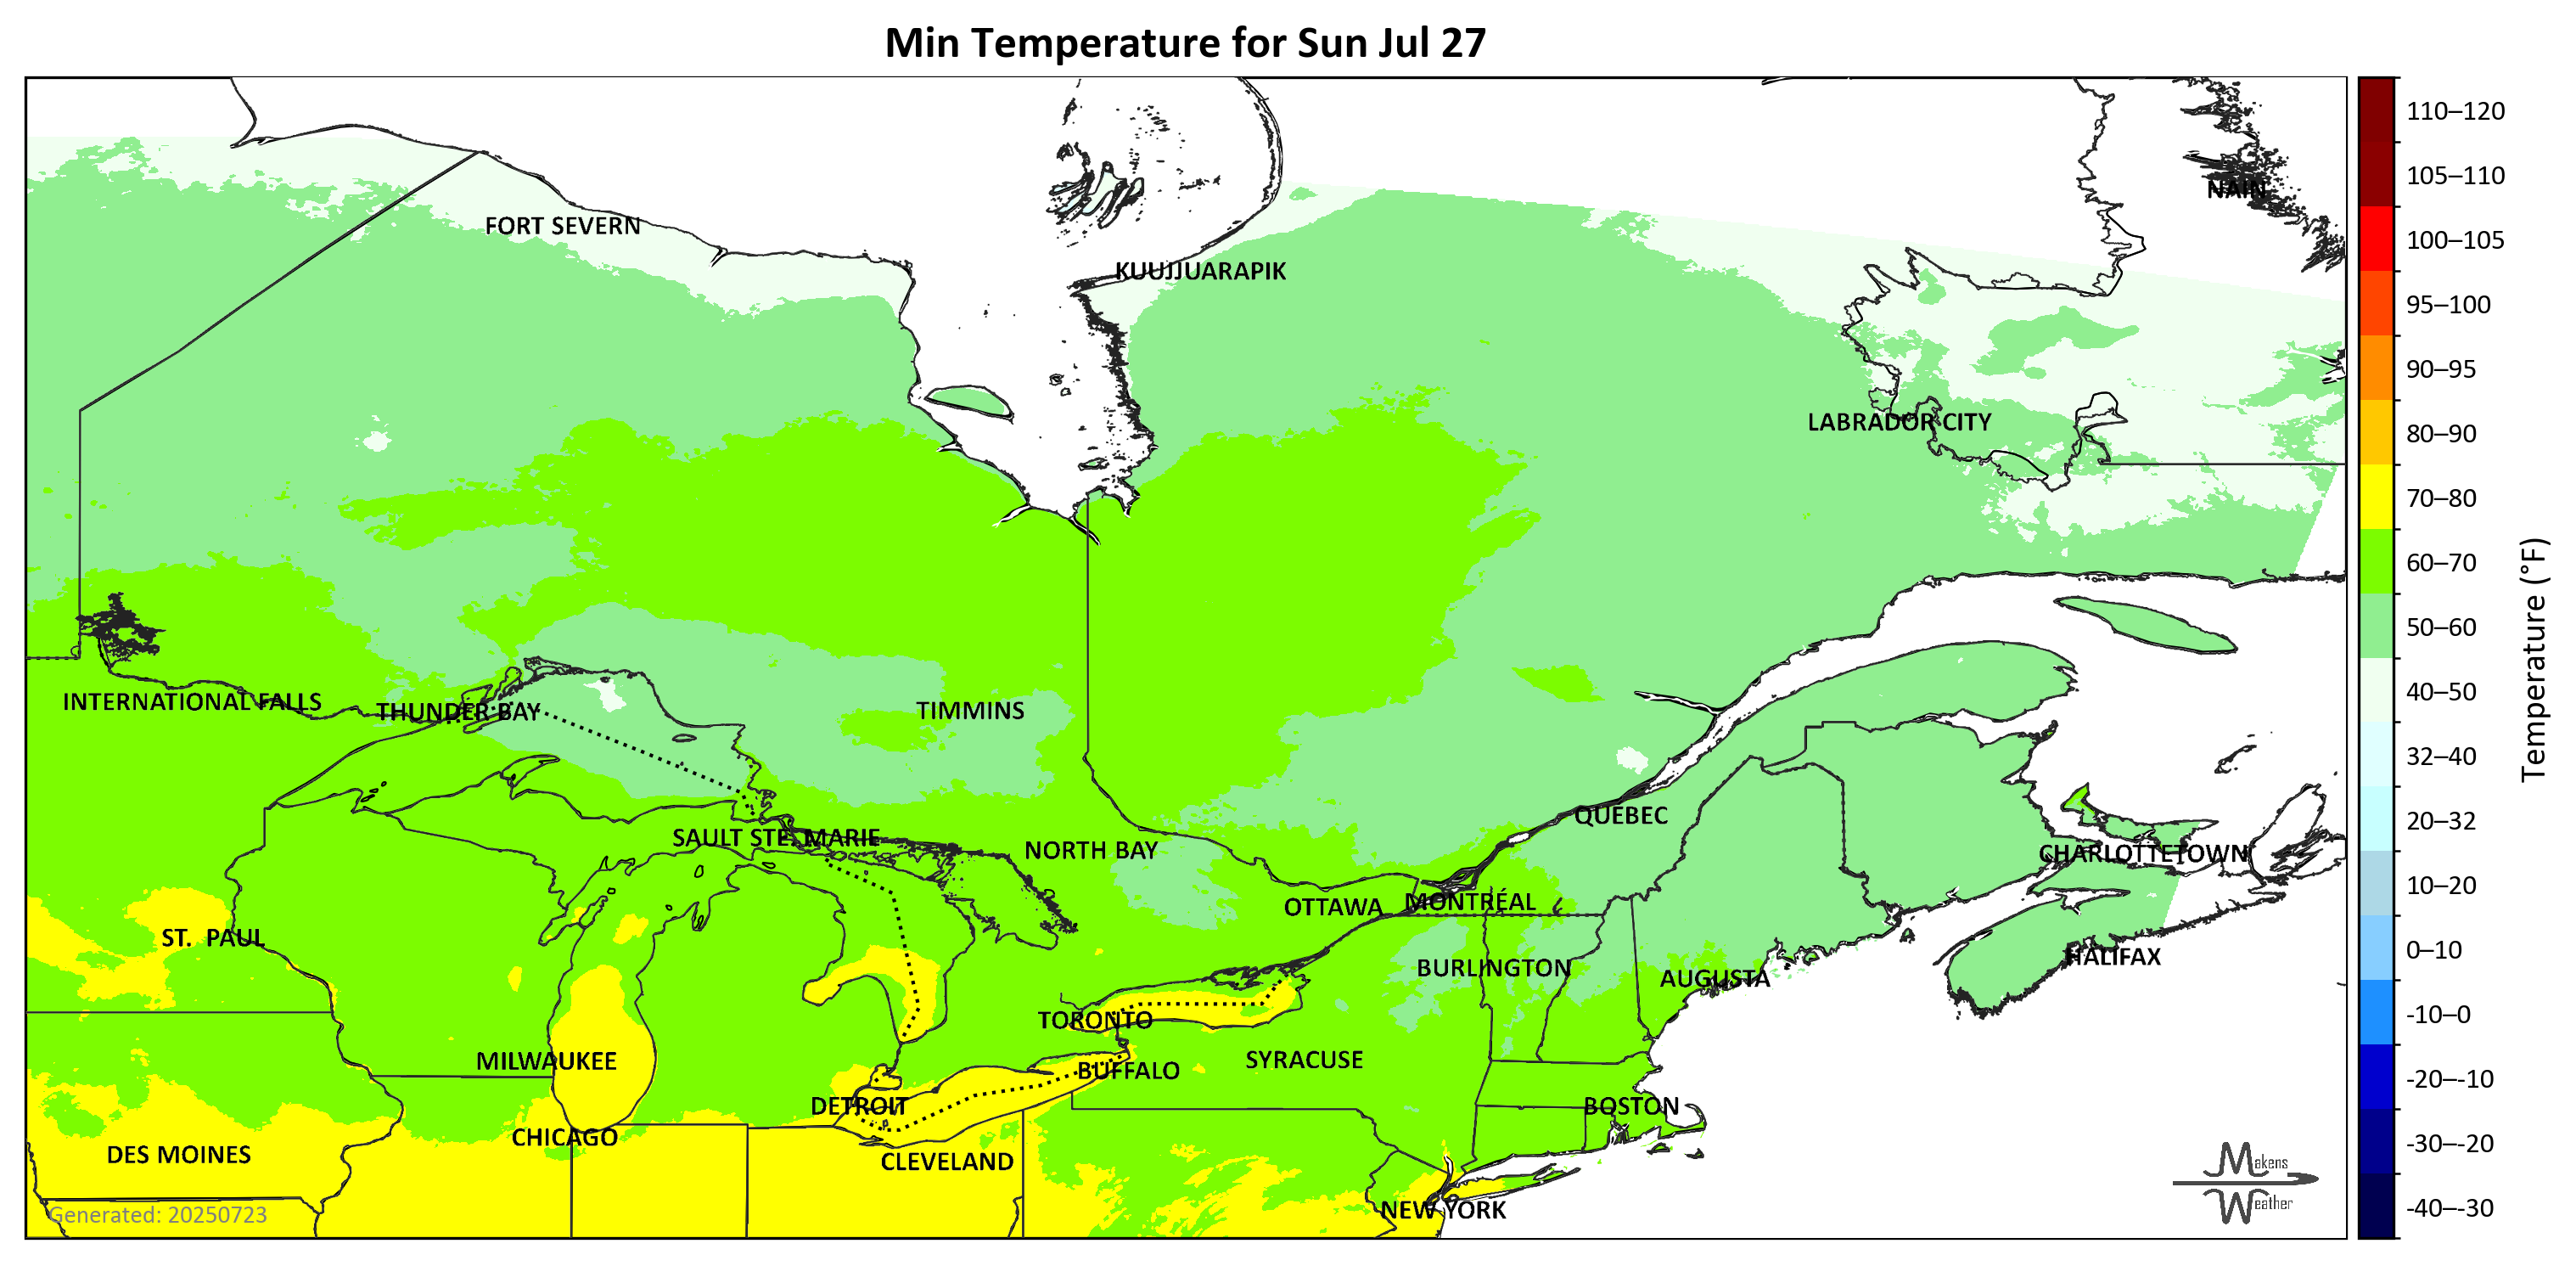 Min Temperature for Sun Jul 27
NAIN
FORT SEVERN
KUUJJUARAPIK
LABRADOR CITY
INTERNATIONAL FALLS
THUNDER BAY
TIMMINS
QUÉBEC
SAULT STE. MARIE
NORTH BAY
CHARLOTTETOWN
OTTAWA
MONTRÉAL
ST. PAUL
HALIFAX
BURLINGTON
AUGUSTA
TORONTO
MILWAUKEE
SYRACUSE
BUFFALO
DETROIT
BOSTON
CHICAGO
DES MOINES
CLEVELAND
NEW YORK
Generated: 20250723
Makens
Weather
110–120
105–110
100–105
95–100
90–95
80–90
70–80
60–70
50–60
40–50
32–40
20–32
10–20
0–10
-10–0
-20–-10
-30–-20
-40–-30
Temperature (°F)